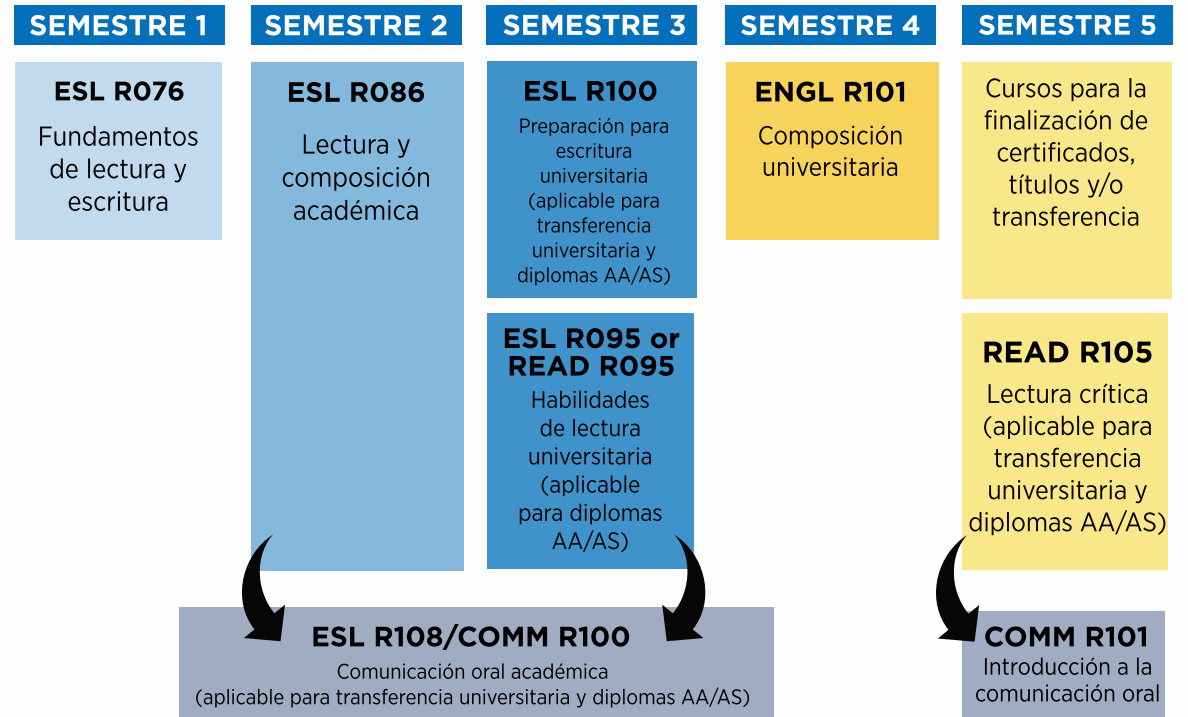 SEMESTRE 1
SEMESTRE 2
SEMESTRE 3
SEMESTRE 4
SEMESTRE 5
ESL R076
Fundamentos
de lectura y
escritura
ESL R086
Lectura y
composición
académica
ESL R100
Preparación para
escritura
universitaria
(aplicable para
transferencia
universitaria y
diplomas AA/AS)
ESL R095 or
READ R095
Habilidades
de lectura
universitaria
(aplicable
para diplomas
AA/AS)
ENGL R101
Composición
universitaria
Cursos para la
finalización de
certificados,
títulos y/o
transferencia
READ R105
Lectura crítica
(aplicable para
transferencia
universitaria y
diplomas AA/AS)
ESL R108/COMM R100
Comunicación oral académica
(aplicable para transferencia universitaria y diplomas AA/AS)
COMM R101
Introducción a la
comunicación oral